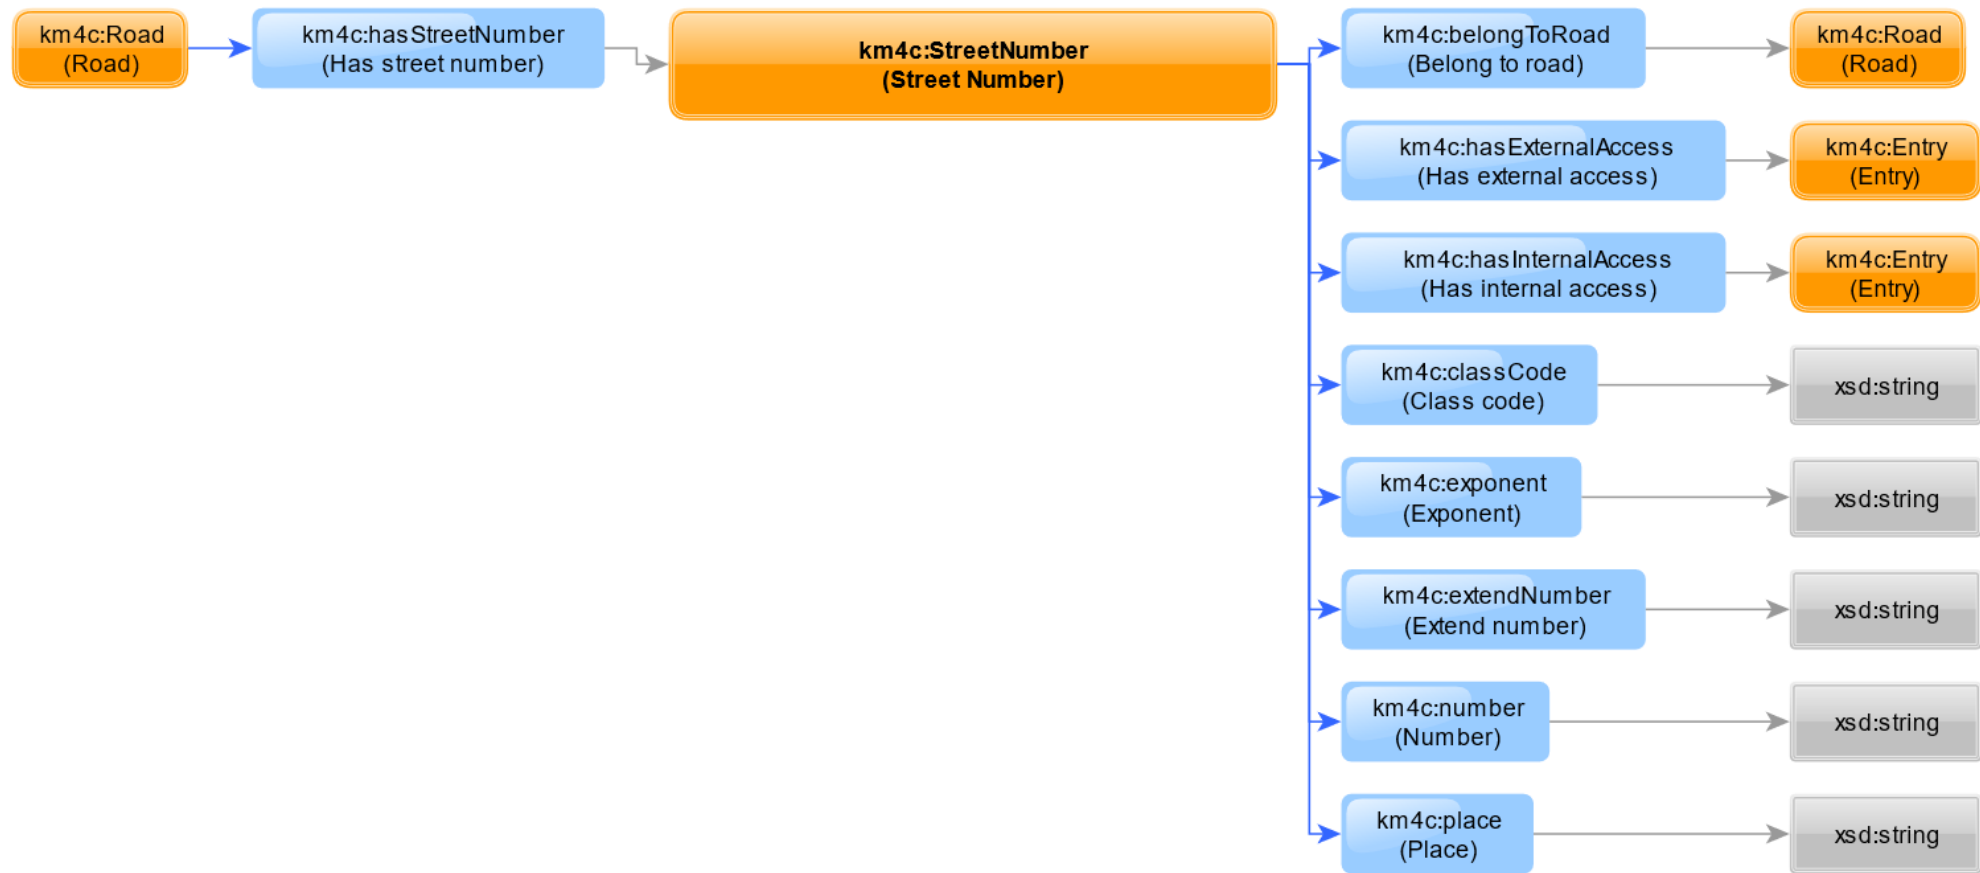 km4c:Road
(Road)
km4c:hasStreetNumber
(Has street number)
km4c:StreetNumber
(Street Number)
km4c:belongToRoad
(Belong to road)
km4c:Road
(Road)
km4c:hasExternalAccess
(Has external access)
km4c:Entry
(Entry)
km4c:hasInternalAccess
(Has internal access)
km4c:Entry
(Entry)
km4c:classCode
(Class code)
xsd:string
km4c:exponent
(Exponent)
xsd:string
km4c:extendNumber
(Extend number)
xsd:string
km4c:number
(Number)
xsd:string
km4c:place
(Place)
xsd:string